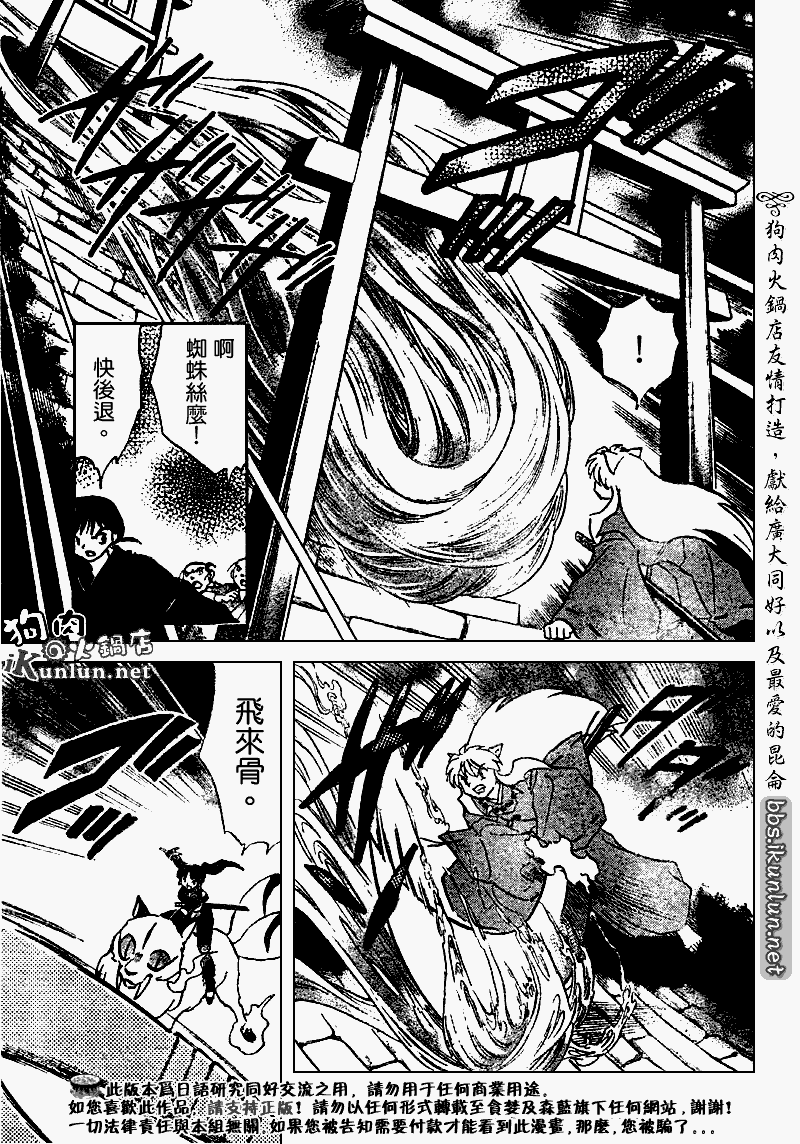 ！
啊
蜘蛛絲麼！
快後退。
飛來骨。
狗肉火鍋店友情打造，獻給廣大同好以及最愛的昆侖
bbs.ikunlun.net
狗肉
火鍋店
iKunlun.net
此版本爲日語研究同好交流之用，請勿用于任何商業用途。
如您喜歡此作品，請支持正版！請勿以任何形式轉載至貪婪及森藍旗下任何網站，謝謝！
一切法律責任與本組無關.如果您被告知需要付款才能看到此漫畫,那麼,您被騙了...